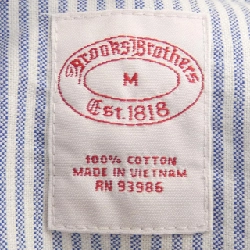 Brooks Brothers
M
Est. 1818
100% COTTON
MADE IN VIETNAM
RN 93986